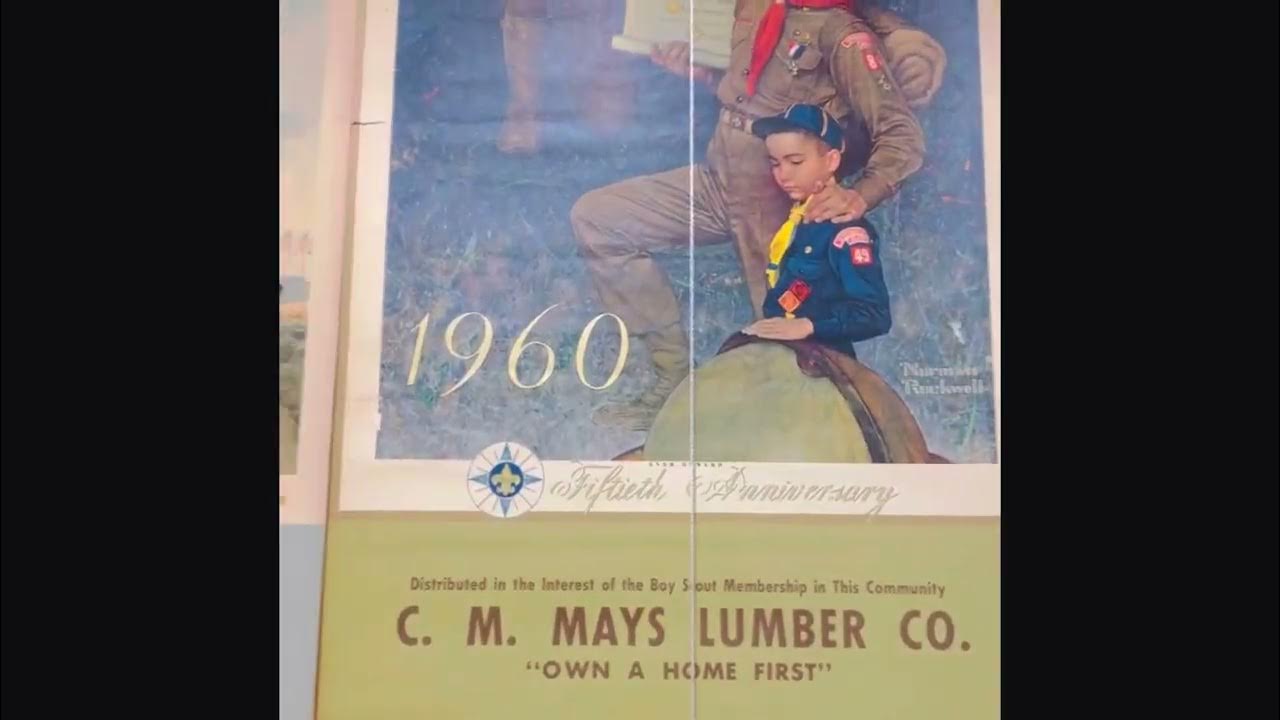 49
1960
Norman
Rockwell
Fiftieth Anniversary
Distributed in the Interest of the Boy Scout Membership in This Community
C. M. MAYS LUMBER CO.
“OWN A HOME FIRST”